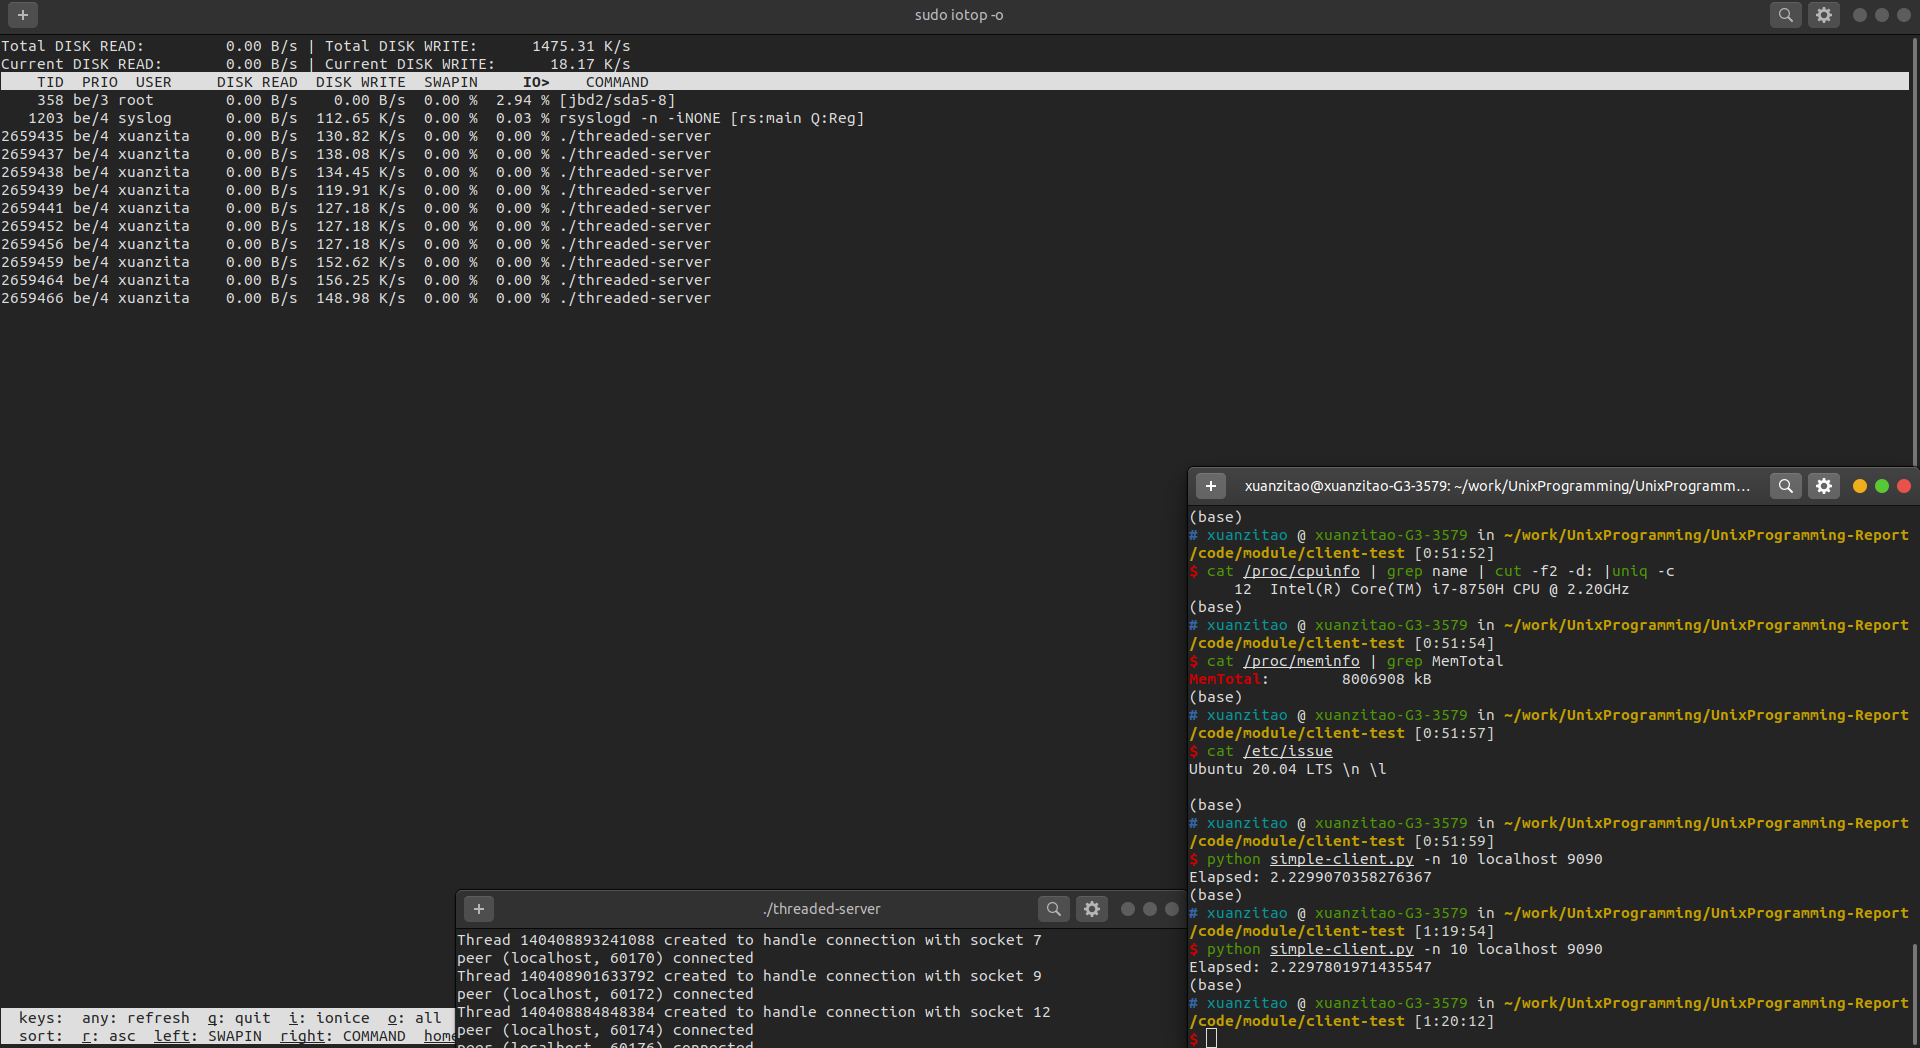 sudo iotop -o
Total DISK READ:         0.00 B/s | Total DISK WRITE:      1475.31 K/s
Current DISK READ:       0.00 B/s | Current DISK WRITE:      18.17 K/s
    TID  PRIO  USER     DISK READ  DISK WRITE  SWAPIN     IO>    COMMAND
    358 be/3 root        0.00 B/s    0.00 B/s  0.00 %  2.94 % [jbd2/sda5-8]
   1203 be/4 syslog      0.00 B/s  112.65 K/s  0.00 %  0.03 % rsyslogd -n -iNONE [rs:main Q:Reg]
2659435 be/4 xuanzita    0.00 B/s  130.82 K/s  0.00 %  0.00 % ./threaded-server
2659437 be/4 xuanzita    0.00 B/s  138.08 K/s  0.00 %  0.00 % ./threaded-server
2659438 be/4 xuanzita    0.00 B/s  134.45 K/s  0.00 %  0.00 % ./threaded-server
2659439 be/4 xuanzita    0.00 B/s  119.91 K/s  0.00 %  0.00 % ./threaded-server
2659441 be/4 xuanzita    0.00 B/s  127.18 K/s  0.00 %  0.00 % ./threaded-server
2659452 be/4 xuanzita    0.00 B/s  127.18 K/s  0.00 %  0.00 % ./threaded-server
2659456 be/4 xuanzita    0.00 B/s  127.18 K/s  0.00 %  0.00 % ./threaded-server
2659459 be/4 xuanzita    0.00 B/s  152.62 K/s  0.00 %  0.00 % ./threaded-server
2659464 be/4 xuanzita    0.00 B/s  156.25 K/s  0.00 %  0.00 % ./threaded-server
2659466 be/4 xuanzita    0.00 B/s  148.98 K/s  0.00 %  0.00 % ./threaded-server
keys:  any: refresh  q: quit  i: ionice  o: all
sort:  r: asc  left: SWAPIN  right: COMMAND  home
./threaded-server
Thread 140408893241088 created to handle connection with socket 7
peer (localhost, 60170) connected
Thread 140408901633792 created to handle connection with socket 9
peer (localhost, 60172) connected
Thread 140408884848384 created to handle connection with socket 12
peer (localhost, 60174) connected
peer (localhost, 60176) connected
xuanzitao@xuanzitao-G3-3579: ~/work/UnixProgramming/UnixProgramm...
(base)
# xuanzitao @ xuanzitao-G3-3579 in ~/work/UnixProgramming/UnixProgramming-Report
/code/module/client-test [0:51:52]
$ cat /proc/cpuinfo | grep name | cut -f2 -d: |uniq -c
     12  Intel(R) Core(TM) i7-8750H CPU @ 2.20GHz
(base)
# xuanzitao @ xuanzitao-G3-3579 in ~/work/UnixProgramming/UnixProgramming-Report
/code/module/client-test [0:51:54]
$ cat /proc/meminfo | grep MemTotal
MemTotal:        8006908 kB
(base)
# xuanzitao @ xuanzitao-G3-3579 in ~/work/UnixProgramming/UnixProgramming-Report
/code/module/client-test [0:51:57]
$ cat /etc/issue
Ubuntu 20.04 LTS \n \l
(base)
# xuanzitao @ xuanzitao-G3-3579 in ~/work/UnixProgramming/UnixProgramming-Report
/code/module/client-test [0:51:59]
$ python simple-client.py -n 10 localhost 9090
Elapsed: 2.2299070358276367
(base)
# xuanzitao @ xuanzitao-G3-3579 in ~/work/UnixProgramming/UnixProgramming-Report
/code/module/client-test [1:19:54]
$ python simple-client.py -n 10 localhost 9090
Elapsed: 2.2297801971435547
(base)
# xuanzitao @ xuanzitao-G3-3579 in ~/work/UnixProgramming/UnixProgramming-Report
/code/module/client-test [1:20:12]
$